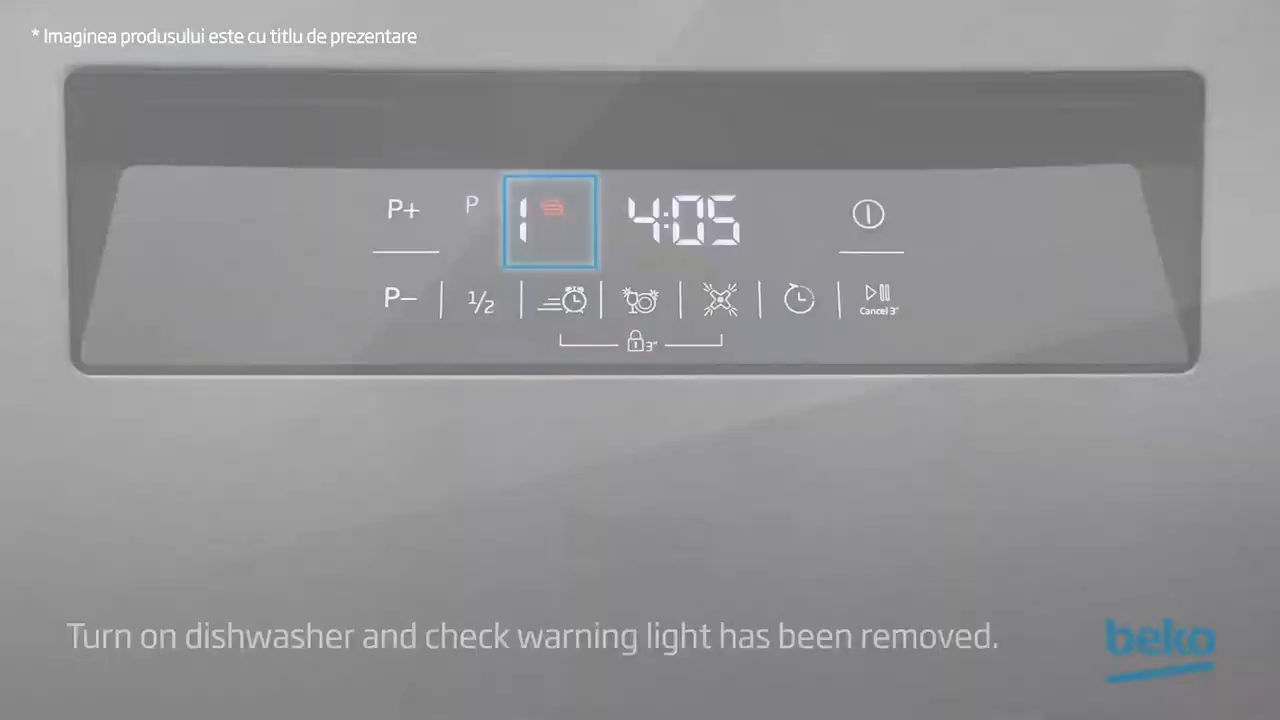 * Imaginea produsului este cu titlu de prezentare
P+ P 1 4:05
P– 1/2 Cancel 3"
3"
Turn on dishwasher and check warning light has been removed.
beko